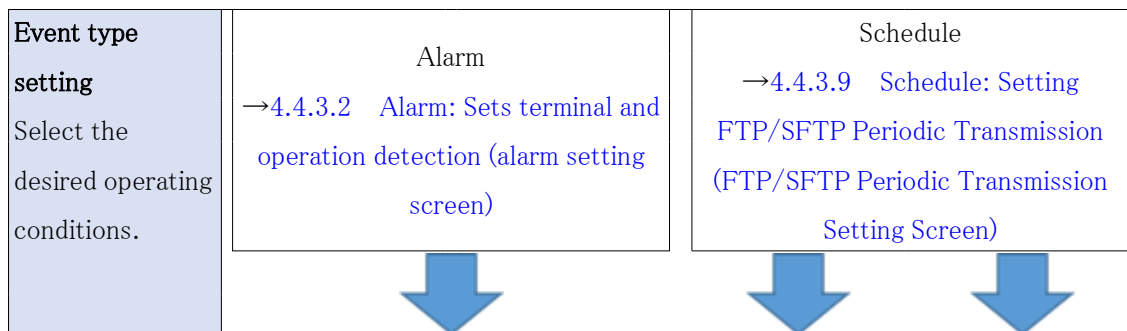 Event type
setting
Select the
desired operating
conditions.
Alarm
→4.4.3.2 Alarm: Sets terminal and
operation detection (alarm setting
screen)
Schedule
→4.4.3.9 Schedule: Setting
FTP/SFTP Periodic Transmission
(FTP/SFTP Periodic Transmission
Setting Screen)